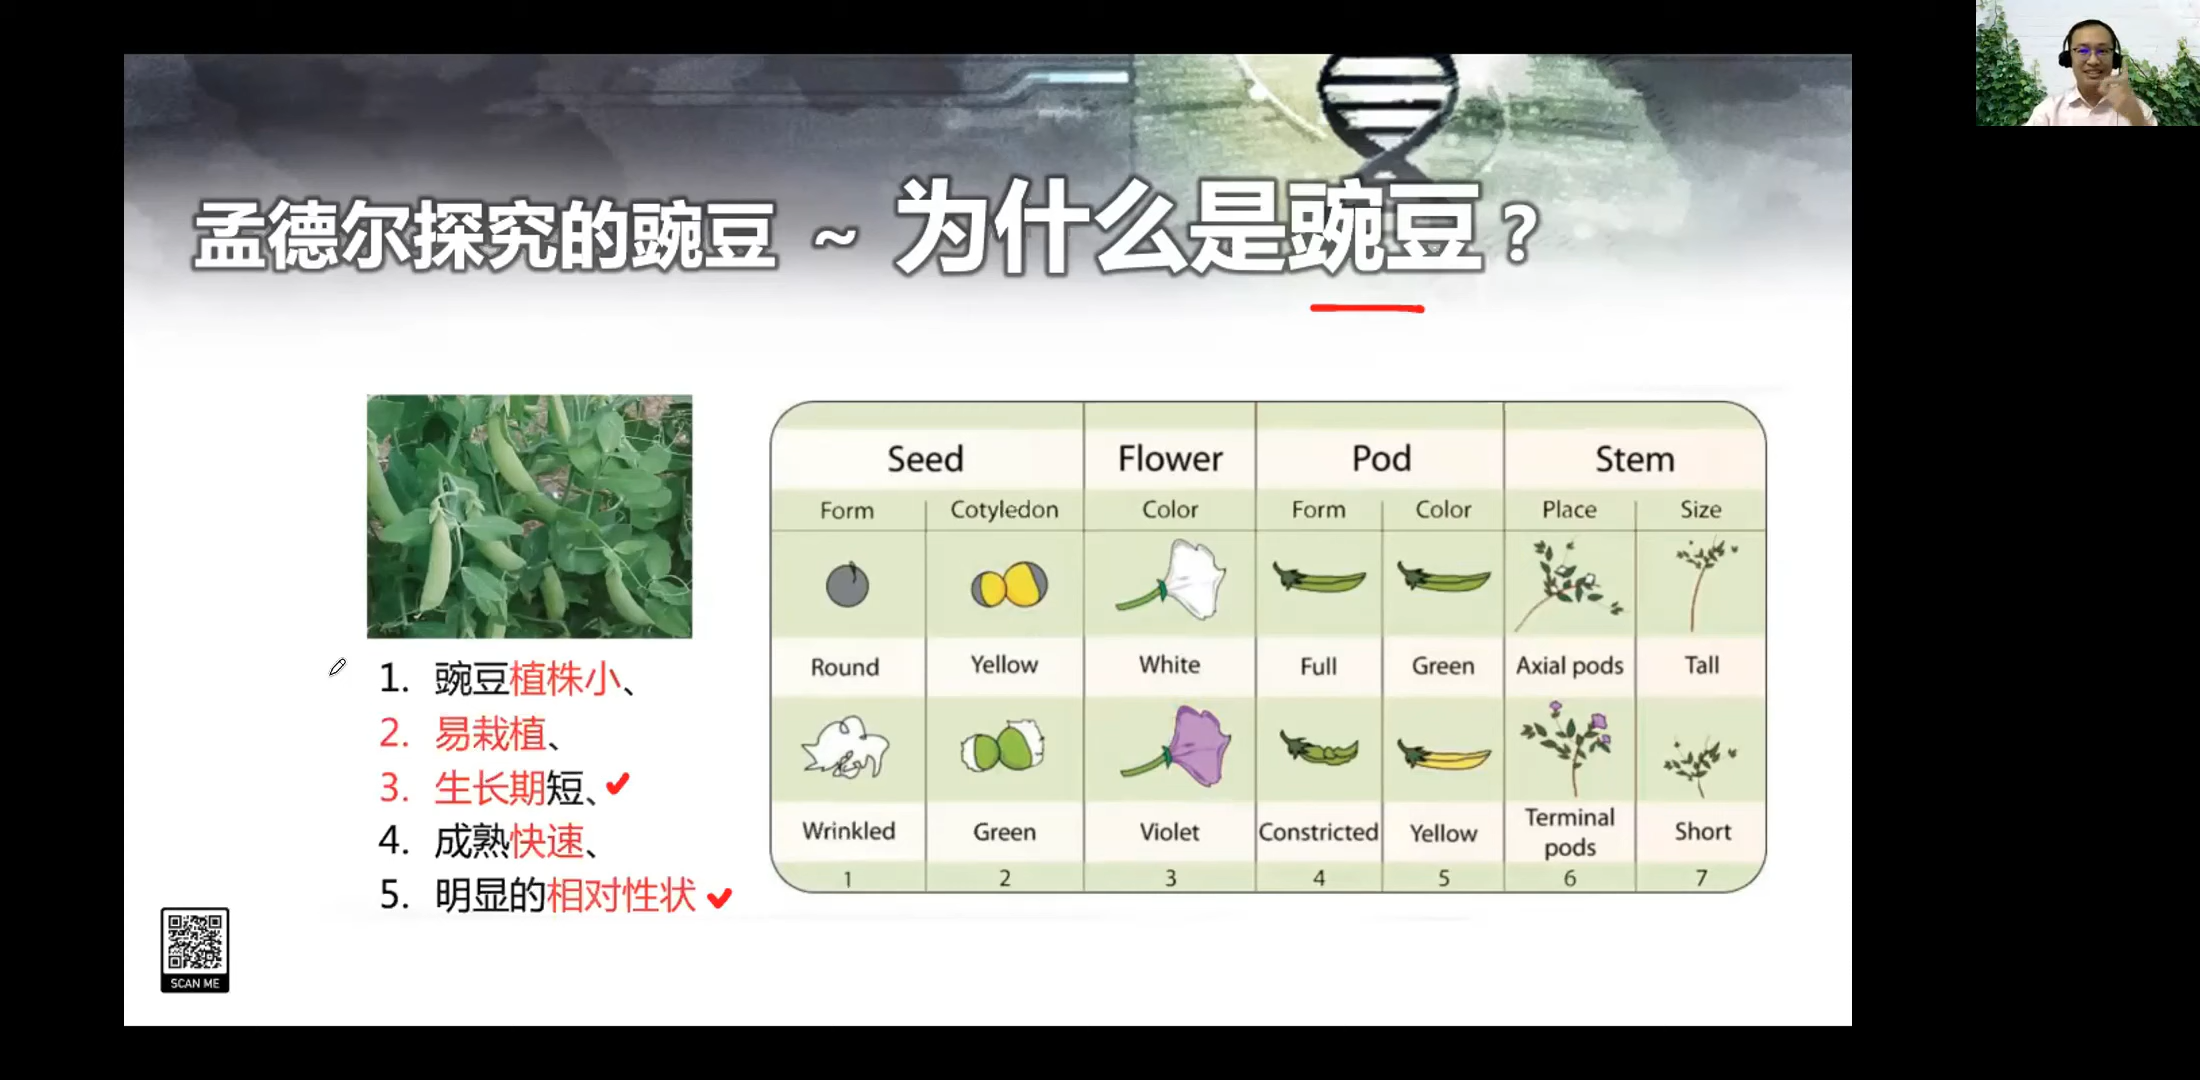 孟德尔探究的豌豆 ~ 为什么是豌豆?
1. 豌豆植株小、
2. 易栽植、
3. 生长期短、
4. 成熟快速、
5. 明显的相对性状
SCAN ME
Seed Flower Pod Stem
Form Cotyledon Color Form Color Place Size
Round Yellow White Full Green Axial pods Tall
Wrinkled Green Violet Constricted Yellow Terminal pods Short
1 2 3 4 5 6 7